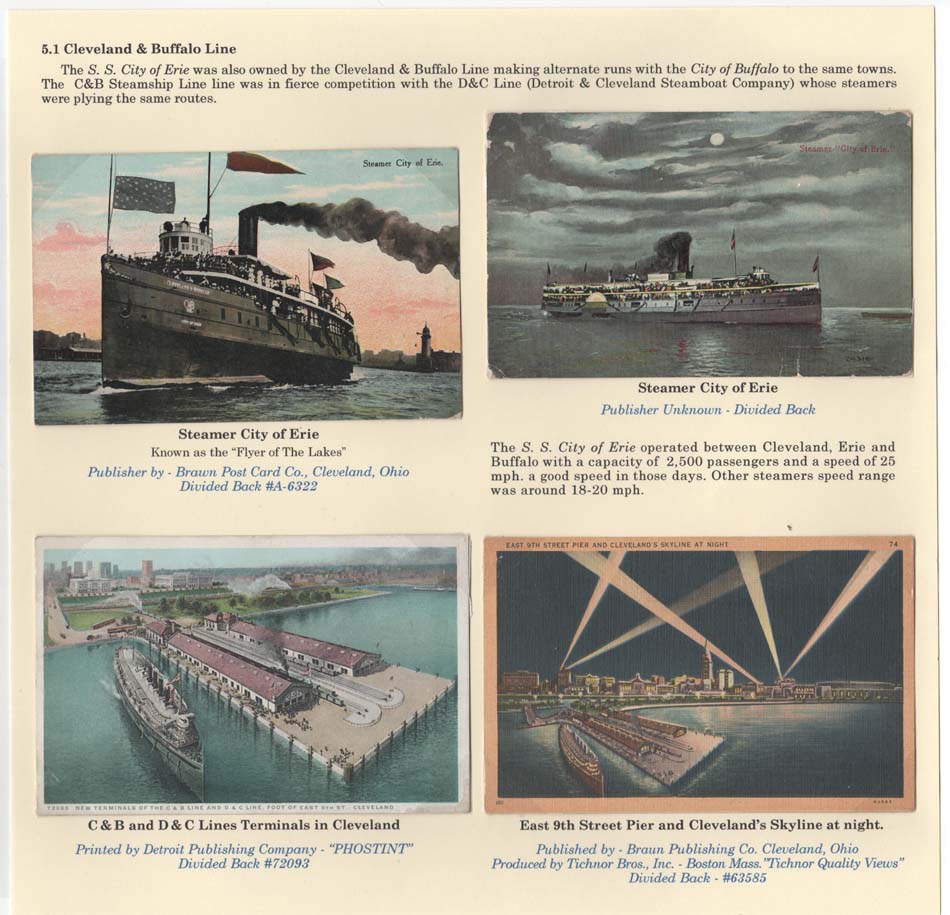 5.1 Cleveland & Buffalo Line
The S. S. City of Erie was also owned by the Cleveland & Buffalo Line making alternate runs with the City of Buffalo to the same towns.
The C&B Steamship Line line was in fierce competition with the D&C Line (Detroit & Cleveland Steamboat Company) whose steamers
were plying the same routes.
Steamer City of Erie.
Steamer City of Erie
Known as the "Flyer of The Lakes"
Publisher by - Brawn Post Card Co., Cleveland, Ohio
Divided Back #A-6322
Steamer "City of Erie."
Steamer City of Erie
Publisher Unknown - Divided Back
The S. S. City of Erie operated between Cleveland, Erie and
Buffalo with a capacity of 2,500 passengers and a speed of 25
mph. a good speed in those days. Other steamers speed range
was around 18-20 mph.
NEW TERMINALS OF THE C & B LINE AND D & C LINE, FOOT OF EAST 9TH ST., CLEVELAND
C & B and D & C Lines Terminals in Cleveland
Printed by Detroit Publishing Company - "PHOSTINT"
Divided Back #72093
EAST 9TH STREET PIER AND CLEVELAND'S SKYLINE AT NIGHT
74
East 9th Street Pier and Cleveland's Skyline at night.
Published by - Braun Publishing Co. Cleveland, Ohio
Produced by Tichnor Bros., Inc. - Boston Mass."Tichnor Quality Views"
Divided Back - #63585